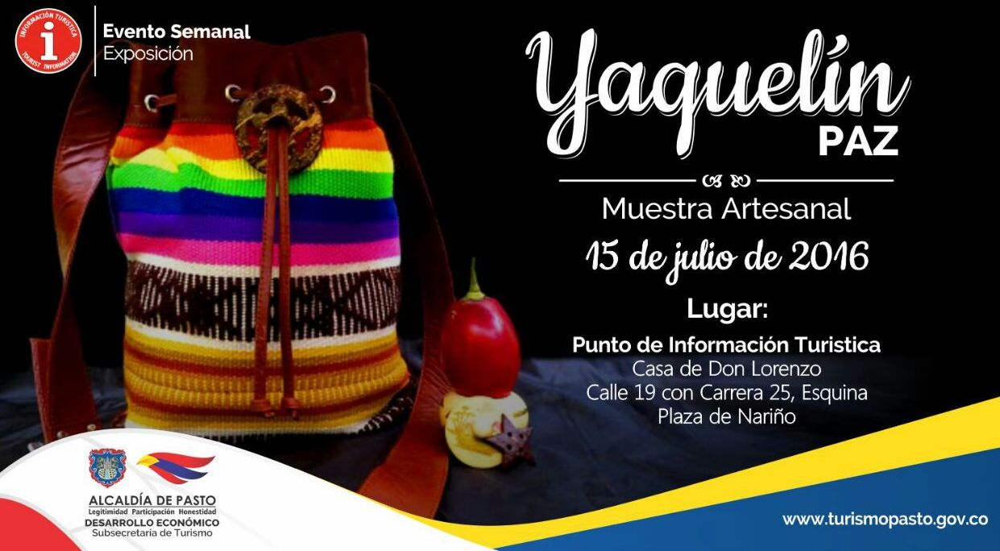 INFORMACIÓN TURISTICA
i
TOURIST INFORMATION
Evento Semanal
Exposición
Yaquelín
PAZ
Muestra Artesanal
15 de julio de 2016
Lugar:
Punto de Información Turistica
Casa de Don Lorenzo
Calle 19 con Carrera 25, Esquina
Plaza de Nariño
ALCALDÍA DE PASTO
Legitimidad Participación Honestidad
DESARROLLO ECONÓMICO
Subsecretaría de Turismo
www.turismopasto.gov.co